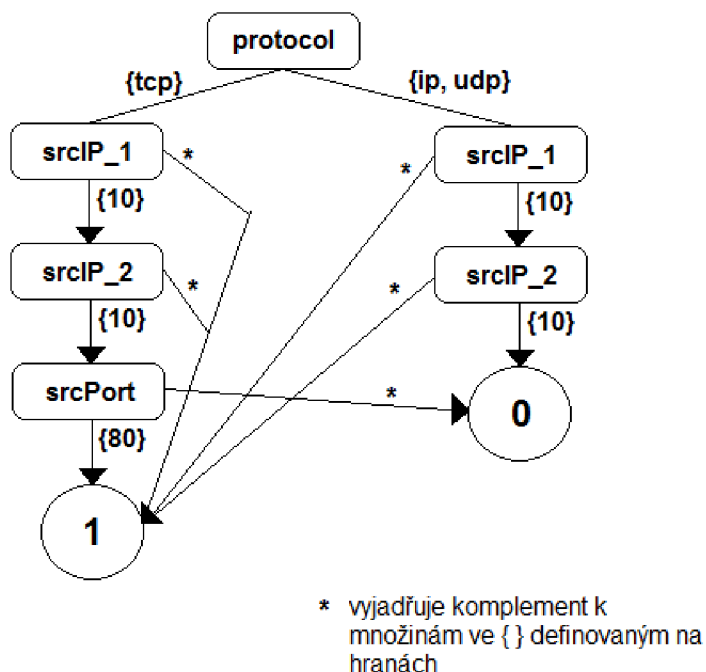 protocol
{tcp}
{ip, udp}
srcIP_1
*
*
srcIP_1
{10}
{10}
srcIP_2
*
*
srcIP_2
{10}
{10}
srcPort
*
0
{80}
1
* vyjadřuje komplement k
množinám ve { } definovaným na
hranách